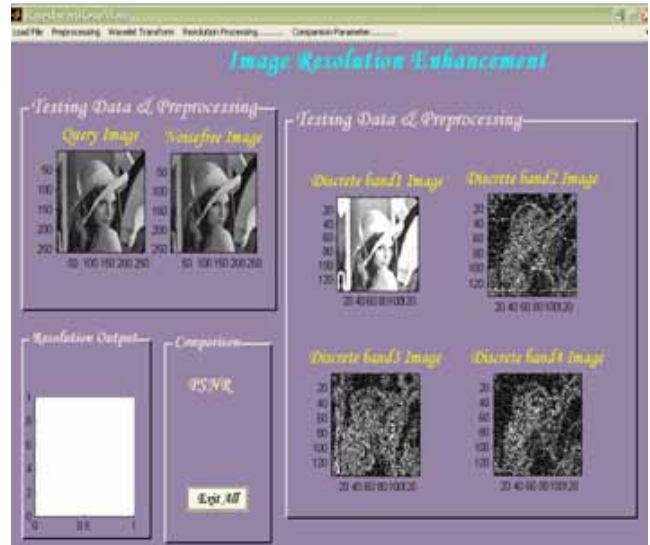 Load File Preprocessing Wavelet Transform Resolution Processing........... Comparison Parameter...........
Image Resolution Enhancement
Testing Data & Preprocessing
Query Image
Noisefree Image
50
100
150
200
250
50 100 150 200 250
50
100
150
200
250
50 100 150 200 250
Testing Data & Preprocessing
Discrete band1 Image
20
40
60
80
100
120
20 40 60 80 100 120
Discrete band2 Image
20
40
60
80
100
120
20 40 60 80 100 120
Resolution Output
1
0
0 0.5 1
Comparison
PSNR
Exit All
Discrete band3 Image
20
40
60
80
100
120
20 40 60 80 100 120
Discrete band4 Image
20
40
60
80
100
120
20 40 60 80 100 120